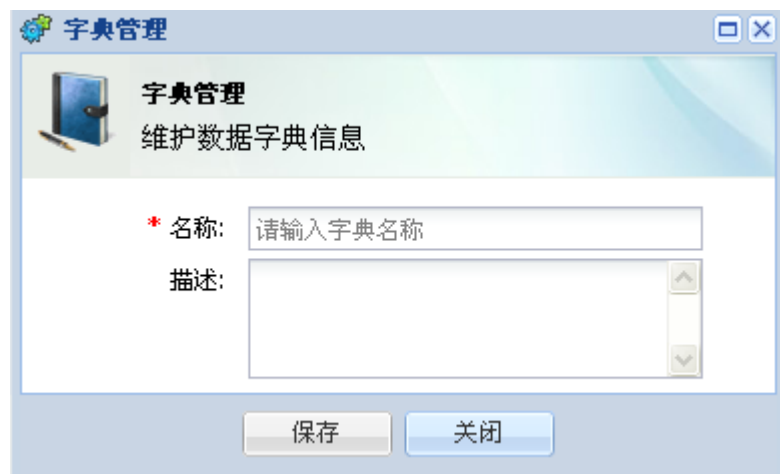 字典管理
字典管理
维护数据字典信息
* 名称: 请输入字典名称
描述:
保存 关闭